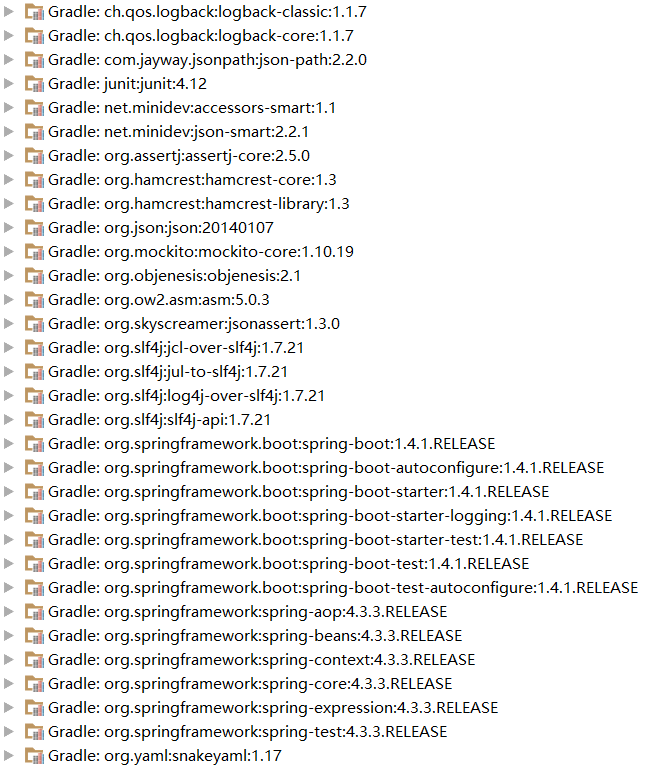 Gradle: ch.qos.logback:logback-classic:1.1.7
Gradle: ch.qos.logback:logback-core:1.1.7
Gradle: com.jayway.jsonpath:json-path:2.2.0
Gradle: junit:junit:4.12
Gradle: net.minidev:accessors-smart:1.1
Gradle: net.minidev:json-smart:2.2.1
Gradle: org.assertj:assertj-core:2.5.0
Gradle: org.hamcrest:hamcrest-core:1.3
Gradle: org.hamcrest:hamcrest-library:1.3
Gradle: org.json:json:20140107
Gradle: org.mockito:mockito-core:1.10.19
Gradle: org.objenesis:objenesis:2.1
Gradle: org.ow2.asm:asm:5.0.3
Gradle: org.skyscreamer:jsonassert:1.3.0
Gradle: org.slf4j:jcl-over-slf4j:1.7.21
Gradle: org.slf4j:jul-to-slf4j:1.7.21
Gradle: org.slf4j:log4j-over-slf4j:1.7.21
Gradle: org.slf4j:slf4j-api:1.7.21
Gradle: org.springframework.boot:spring-boot:1.4.1.RELEASE
Gradle: org.springframework.boot:spring-boot-autoconfigure:1.4.1.RELEASE
Gradle: org.springframework.boot:spring-boot-starter:1.4.1.RELEASE
Gradle: org.springframework.boot:spring-boot-starter-logging:1.4.1.RELEASE
Gradle: org.springframework.boot:spring-boot-starter-test:1.4.1.RELEASE
Gradle: org.springframework.boot:spring-boot-test:1.4.1.RELEASE
Gradle: org.springframework.boot:spring-boot-test-autoconfigure:1.4.1.RELEASE
Gradle: org.springframework:spring-aop:4.3.3.RELEASE
Gradle: org.springframework:spring-beans:4.3.3.RELEASE
Gradle: org.springframework:spring-context:4.3.3.RELEASE
Gradle: org.springframework:spring-core:4.3.3.RELEASE
Gradle: org.springframework:spring-expression:4.3.3.RELEASE
Gradle: org.springframework:spring-test:4.3.3.RELEASE
Gradle: org.yaml:snakeyaml:1.17